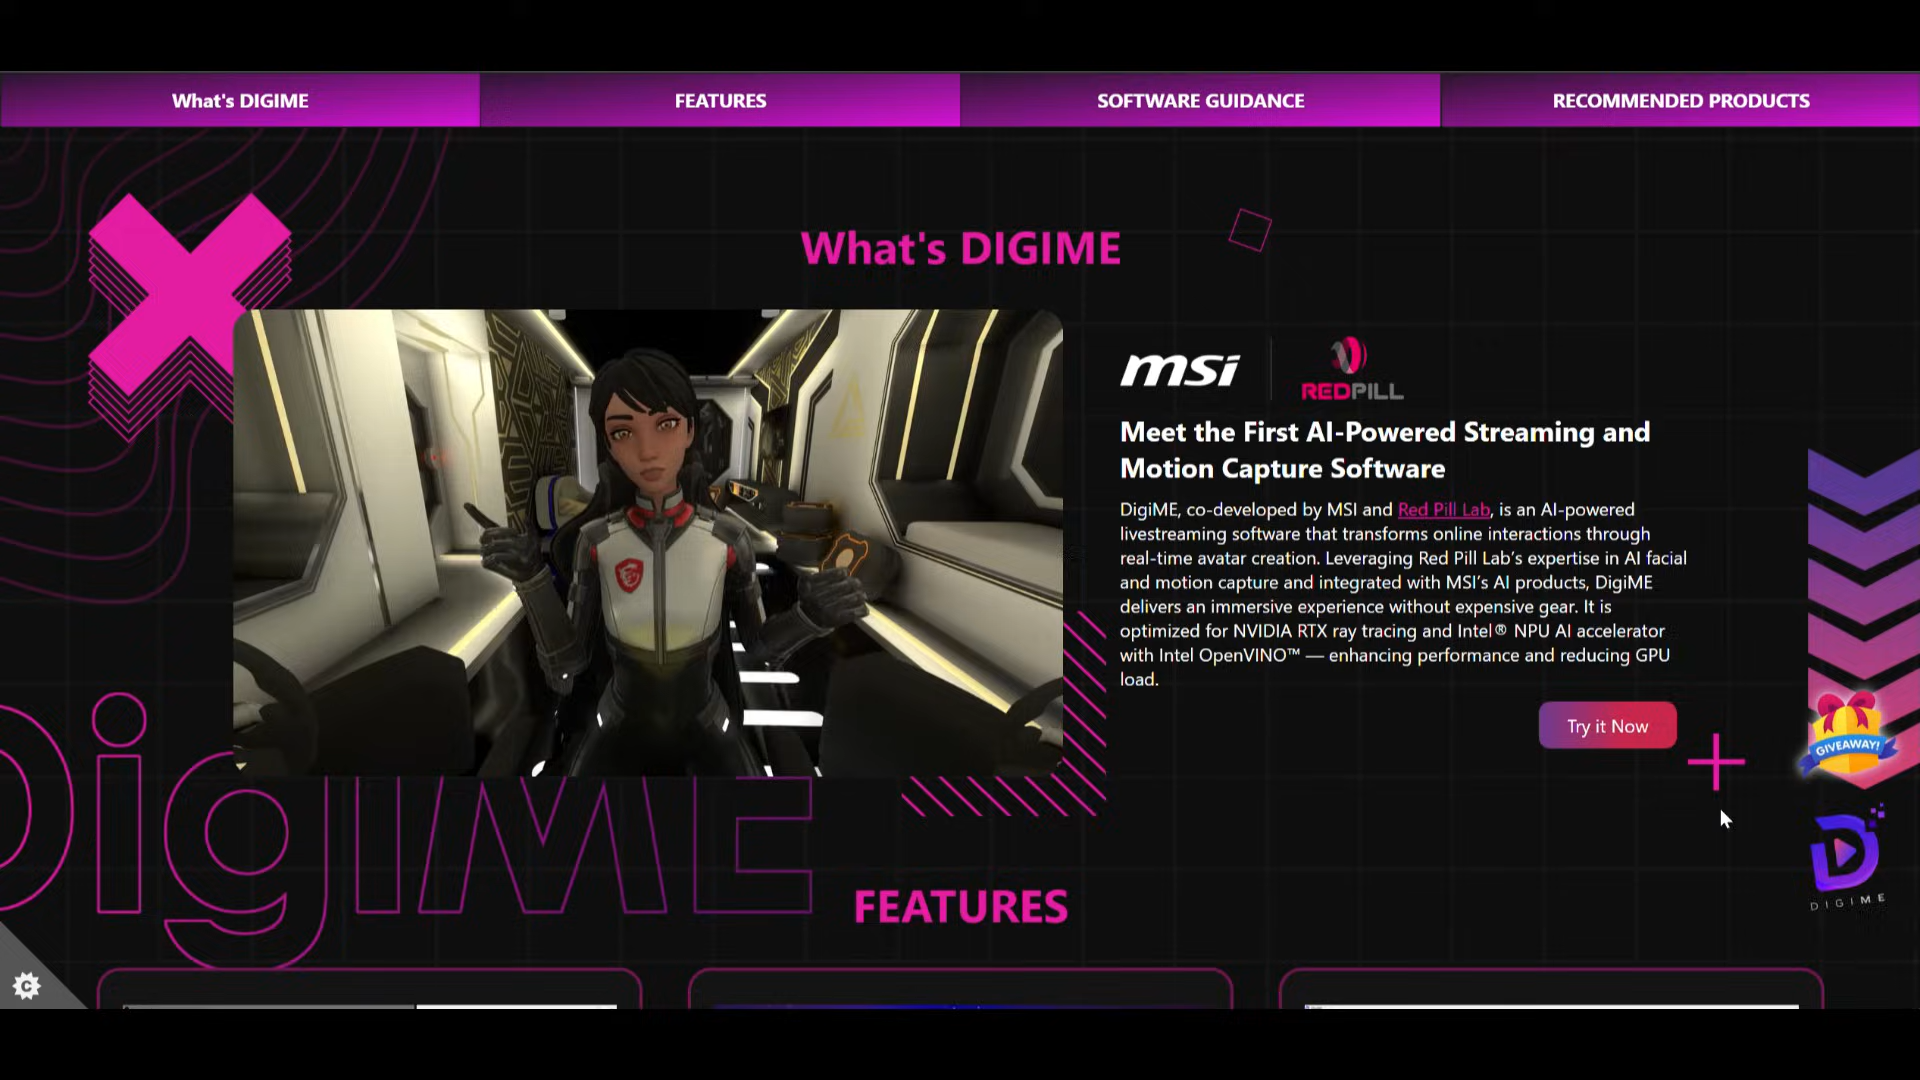 What's DIGIME
FEATURES
SOFTWARE GUIDANCE
RECOMMENDED PRODUCTS
What's DIGIME
msi
REDPILL
Meet the First AI-Powered Streaming and
Motion Capture Software
DigiME, co-developed by MSI and Red Pill Lab, is an AI-powered
livestreaming software that transforms online interactions through
real-time avatar creation. Leveraging Red Pill Lab’s expertise in AI facial
and motion capture and integrated with MSI’s AI products, DigiME
delivers an immersive experience without expensive gear. It is
optimized for NVIDIA RTX ray tracing and Intel® NPU AI accelerator
with Intel OpenVINO™ — enhancing performance and reducing GPU
load.
Try it Now
GIVEAWAY!
DIGIME
DigiME
FEATURES
C